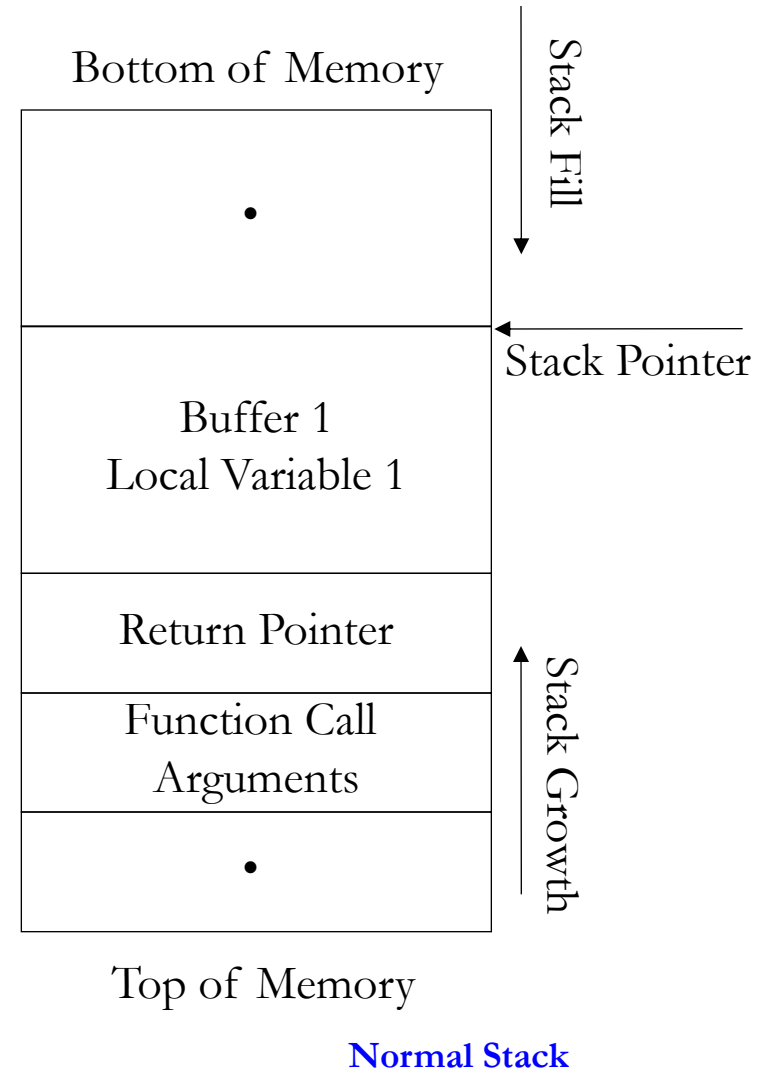 Bottom of Memory
Stack Fill
•
Stack Pointer
Buffer 1
Local Variable 1
Return Pointer
Function Call
Arguments
Stack Growth
•
Top of Memory
Normal Stack